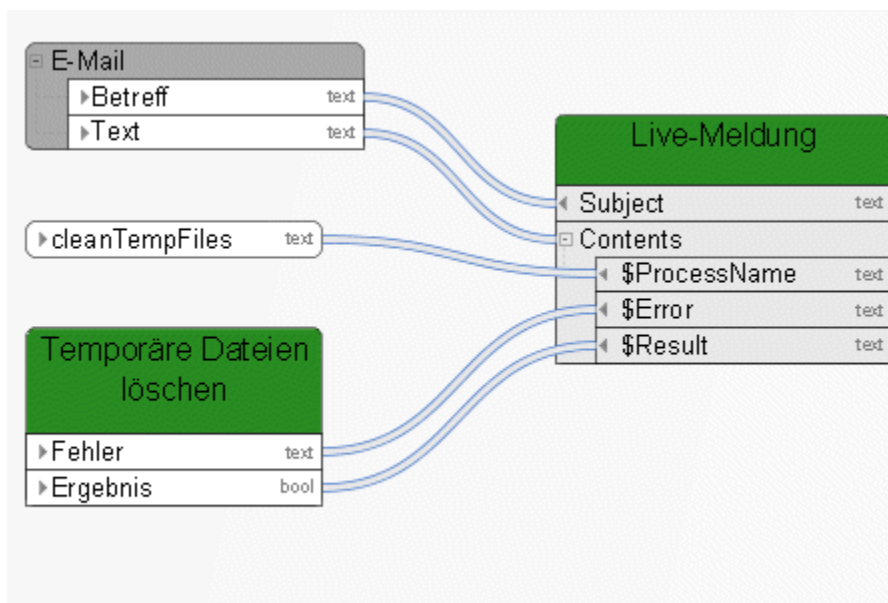 E-Mail
Betreff text
Text text
cleanTempFiles text
Temporäre Dateien
löschen
Fehler text
Ergebnis bool
Live-Meldung
Subject text
Contents
$ProcessName text
$Error text
$Result text